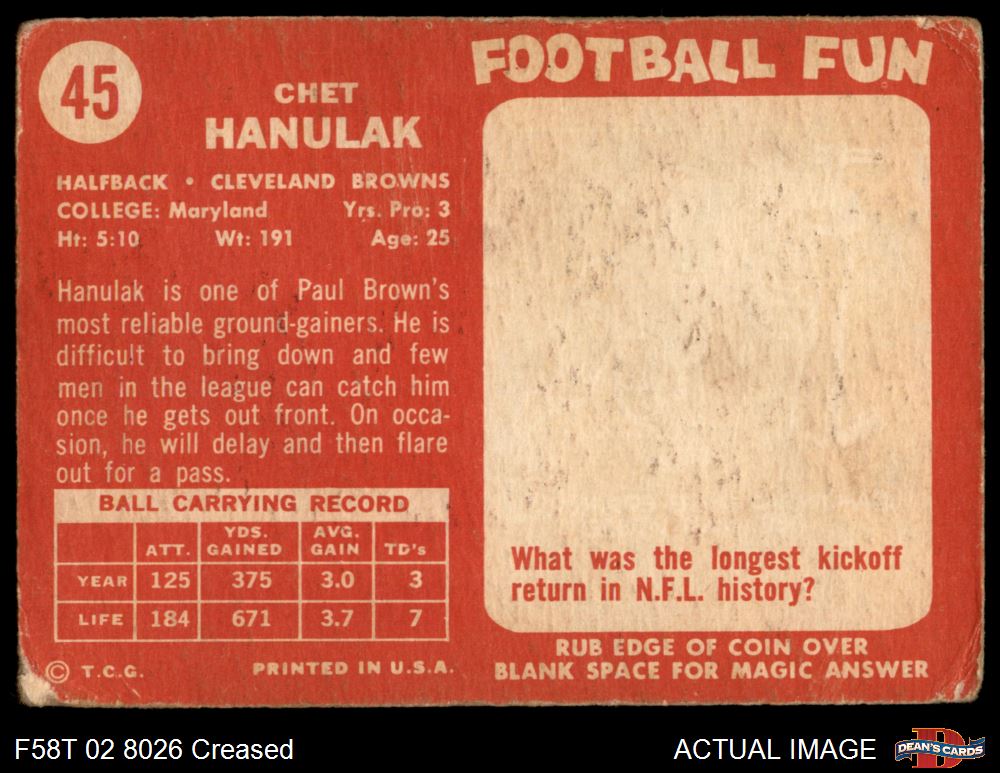 45
CHET
HANULAK
HALFBACK • CLEVELAND BROWNS
COLLEGE: Maryland Yrs. Pro: 3
Ht: 5:10 Wt: 191 Age: 25
Hanulak is one of Paul Brown's
most reliable ground-gainers. He is
difficult to bring down and few
men in the league can catch him
once he gets out front. On occa-
sion, he will delay and then flare
out for a pass.
BALL CARRYING RECORD
ATT. YDS. GAINED AVG. GAIN TD's
YEAR 125 375 3.0 3
LIFE 184 671 3.7 7
© T.C.G. PRINTED IN U.S.A.
FOOTBALL FUN
What was the longest kickoff
return in N.F.L. history?
RUB EDGE OF COIN OVER
BLANK SPACE FOR MAGIC ANSWER
F58T 02 8026 Creased ACTUAL IMAGE
DEAN'S CARDS